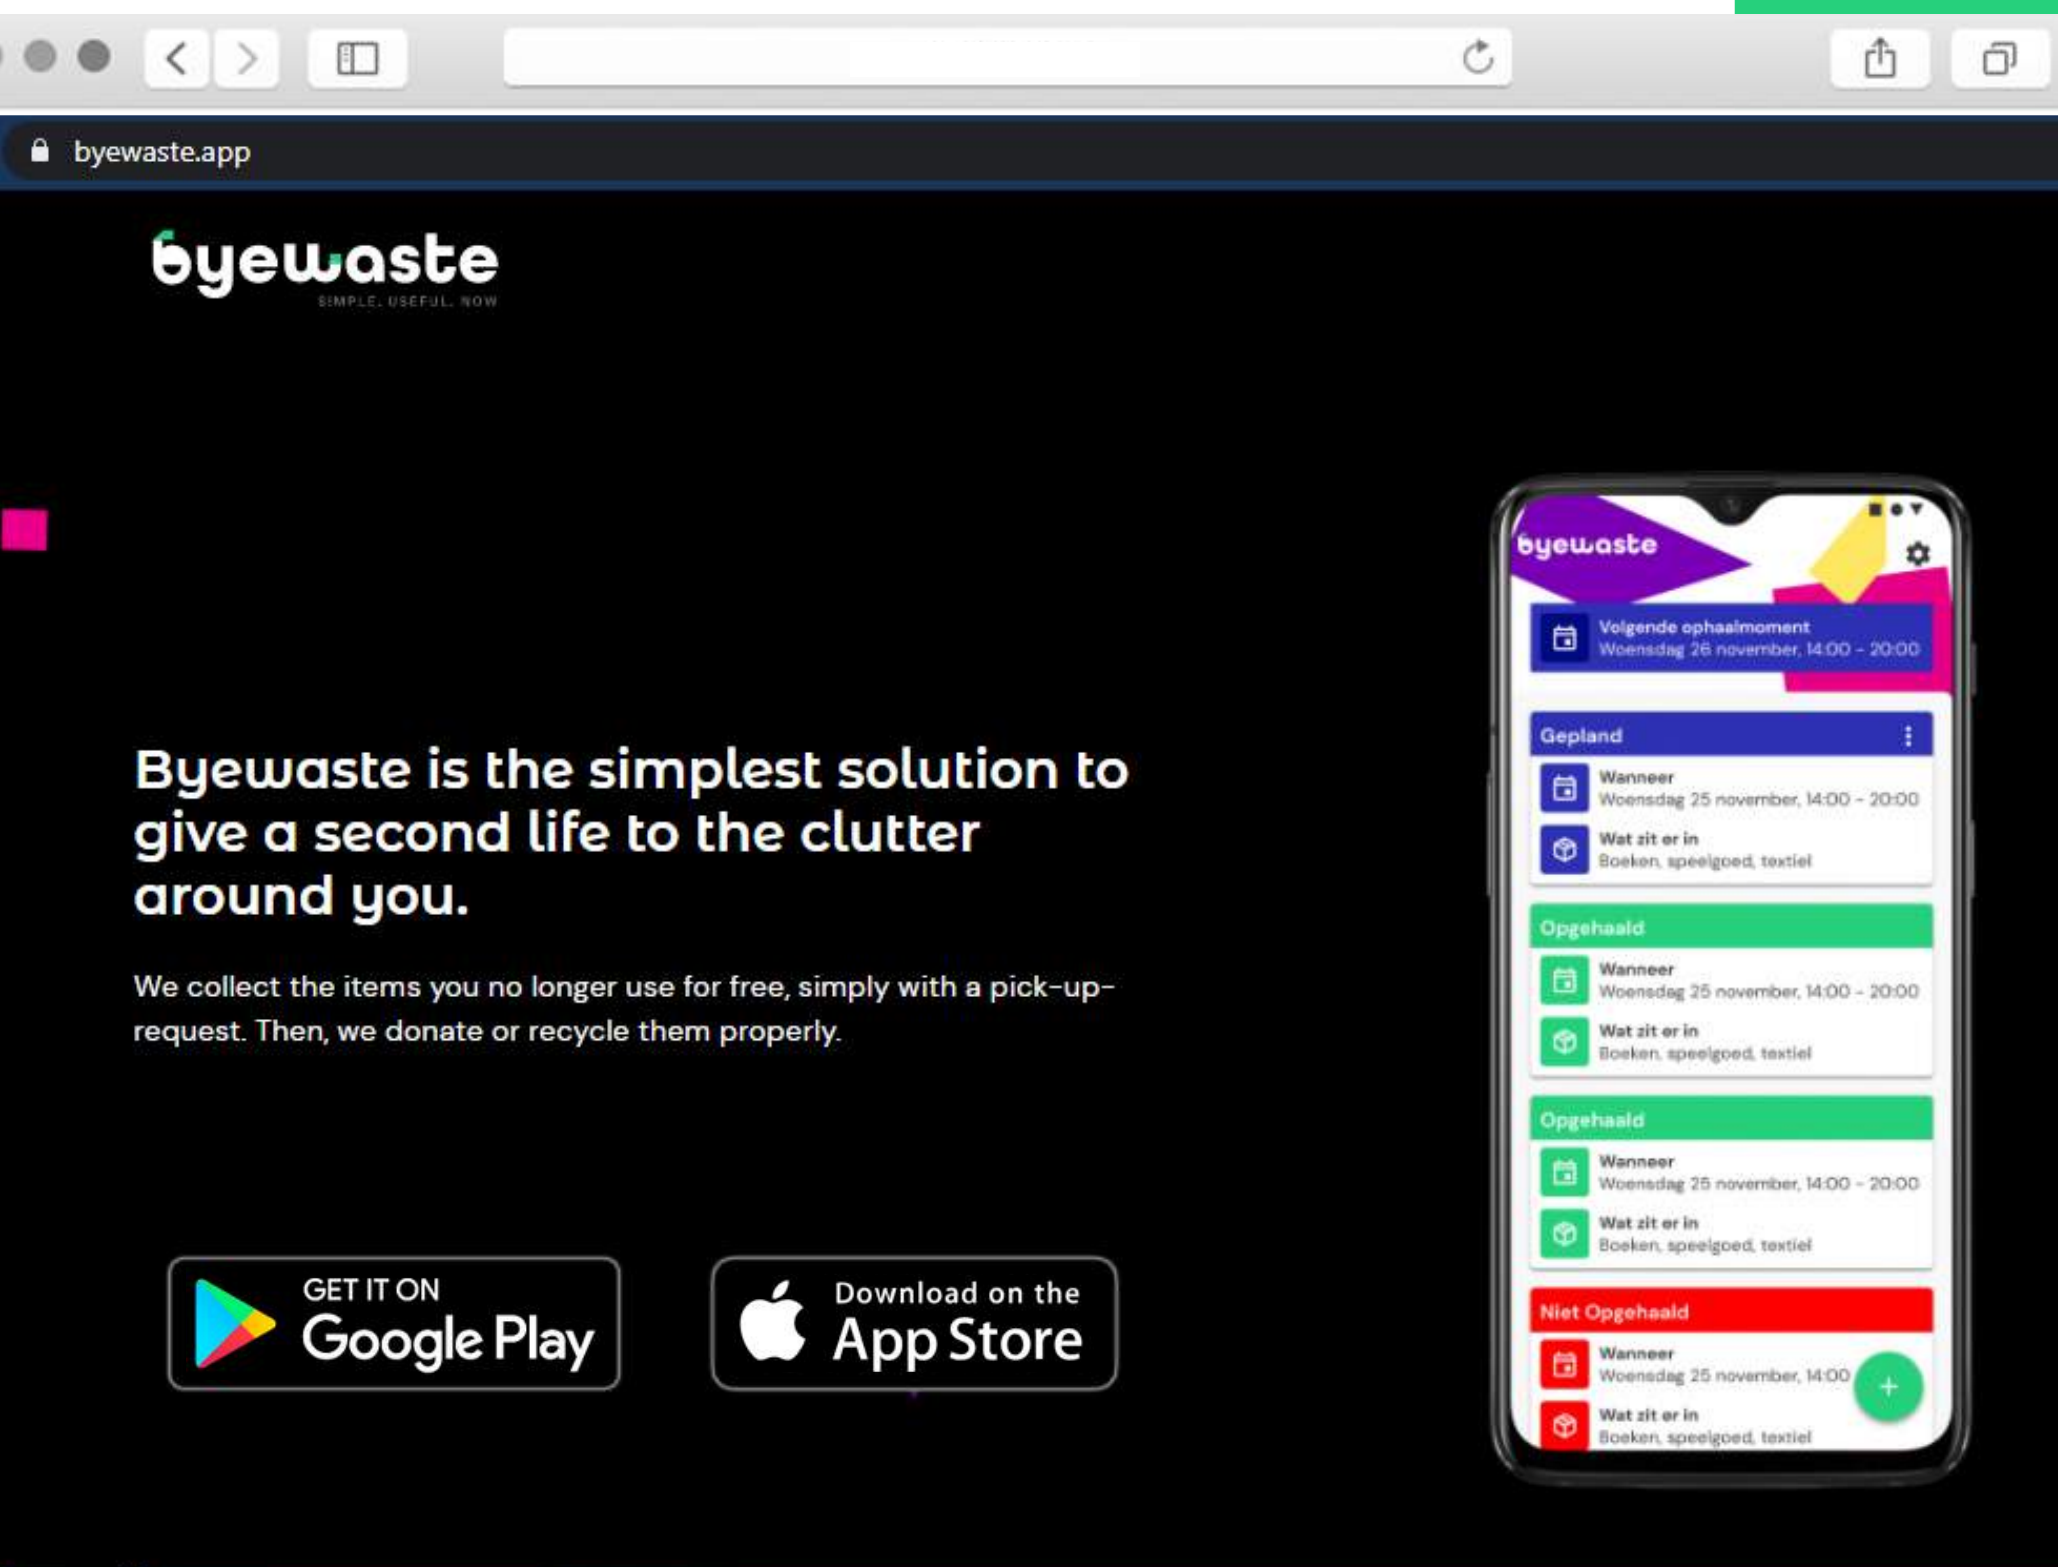 byewaste.app
byewaste
SIMPLE. USEFUL. NOW
Byewaste is the simplest solution to
give a second life to the clutter
around you.
We collect the items you no longer use for free, simply with a pick-up-
request. Then, we donate or recycle them properly.
GET IT ON
Google Play
Download on the
App Store
byewaste
Volgende ophaalmoment
Woensdag 26 november, 14:00 - 20:00
Gepland
Wanneer
Woensdag 25 november, 14:00 - 20:00
Wat zit er in
Boeken, speelgoed, textiel
Opgehaald
Wanneer
Woensdag 25 november, 14:00 - 20:00
Wat zit er in
Boeken, speelgoed, textiel
Opgehaald
Wanneer
Woensdag 25 november, 14:00 - 20:00
Wat zit er in
Boeken, speelgoed, textiel
Niet Opgehaald
Wanneer
Woensdag 25 november, 14:00
Wat zit er in
Boeken, speelgoed, textiel